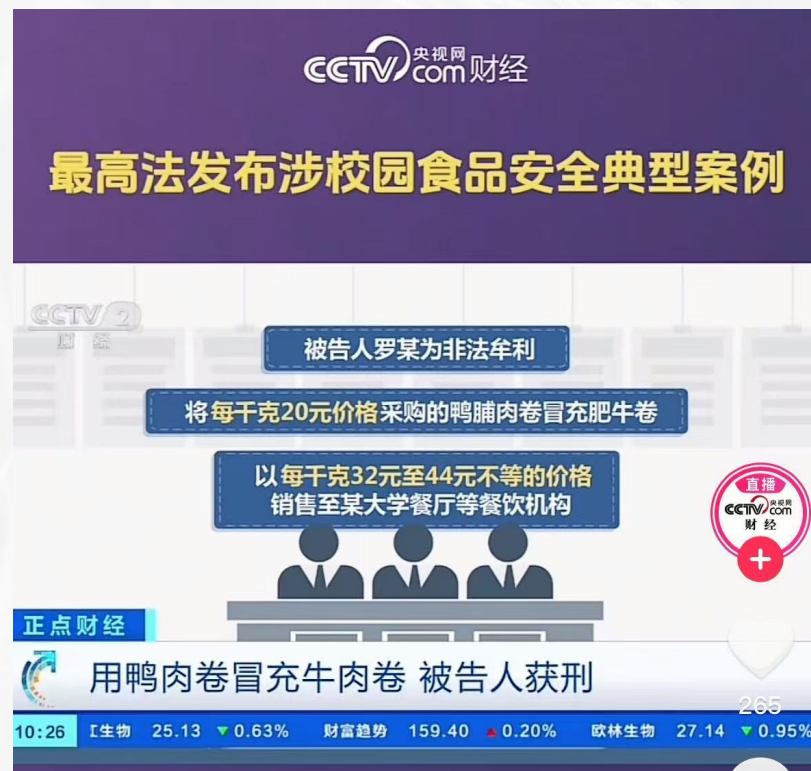 CCTV 央视网
com 财经
最高法发布涉校园食品安全典型案例
CCTV 2
财 经
被告人罗某为非法牟利
将每千克20元价格采购的鸭脯肉卷冒充肥牛卷
以每千克32元至44元不等的价格
销售至某大学餐厅等餐饮机构
直播
CCTV 央视网
com
财 经
正点财经
用鸭肉卷冒充牛肉卷 被告人获刑
265
10:26 生物 25.13 ▼0.63% 财富趋势 159.40 ▲0.20% 欧林生物 27.14 ▼0.95%